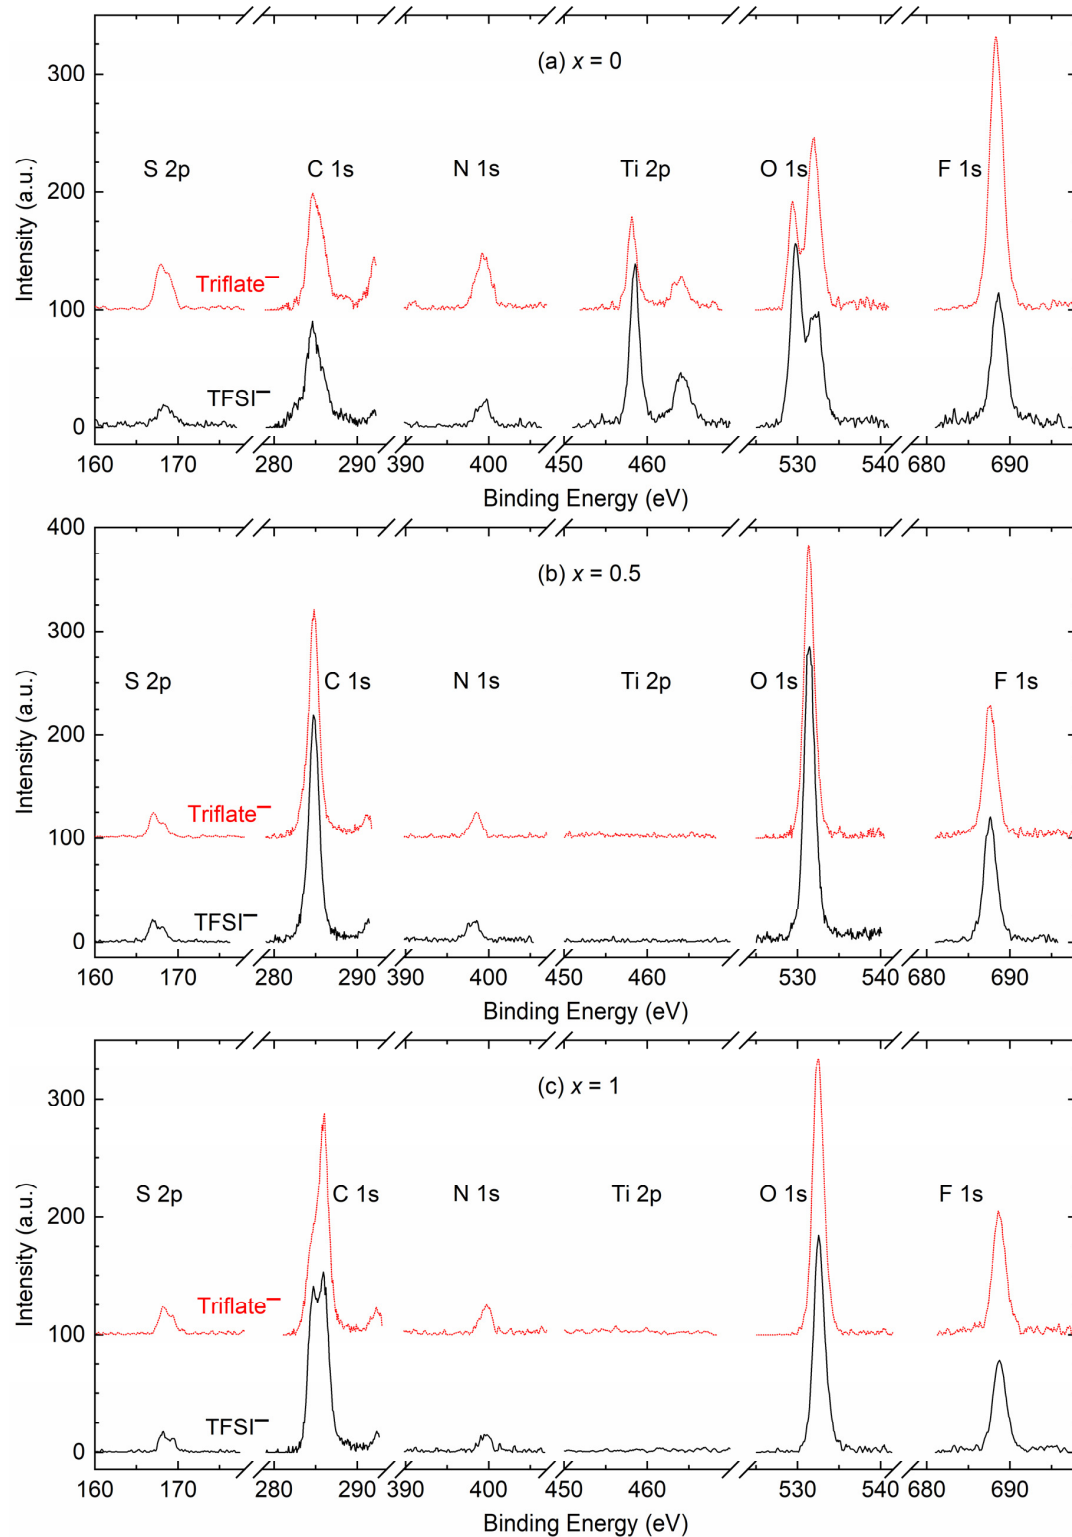 (a) x = 0
300
200
100
0
Intensity (a.u.)
S 2p C 1s N 1s Ti 2p O 1s F 1s
Triflate–
TFSI–
160 170 280 290 390 400 450 460 530 540 680 690
Binding Energy (eV)
(b) x = 0.5
400
300
200
100
0
Intensity (a.u.)
S 2p C 1s N 1s Ti 2p O 1s F 1s
Triflate–
TFSI–
160 170 280 290 390 400 450 460 530 540 680 690
Binding Energy (eV)
(c) x = 1
300
200
100
0
Intensity (a.u.)
S 2p C 1s N 1s Ti 2p O 1s F 1s
Triflate–
TFSI–
160 170 280 290 390 400 450 460 530 540 680 690
Binding Energy (eV)